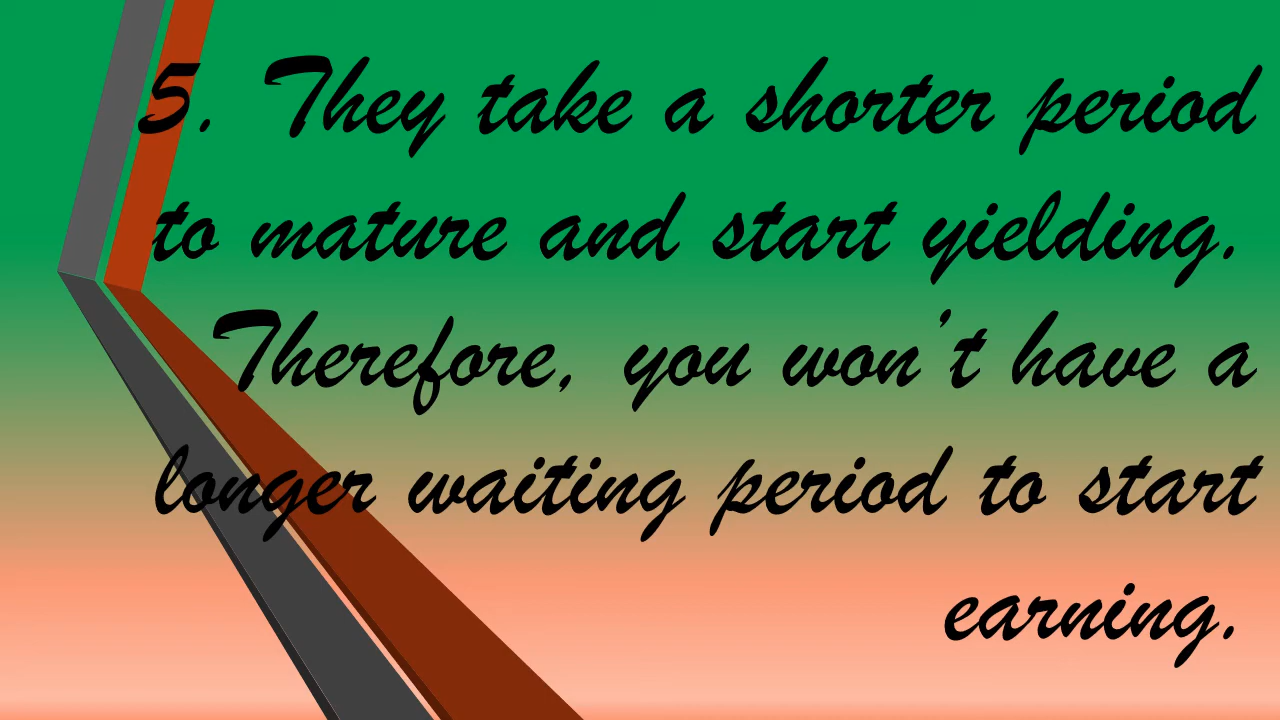 5. They take a shorter period
to mature and start yielding.
Therefore, you won't have a
longer waiting period to start
earning.